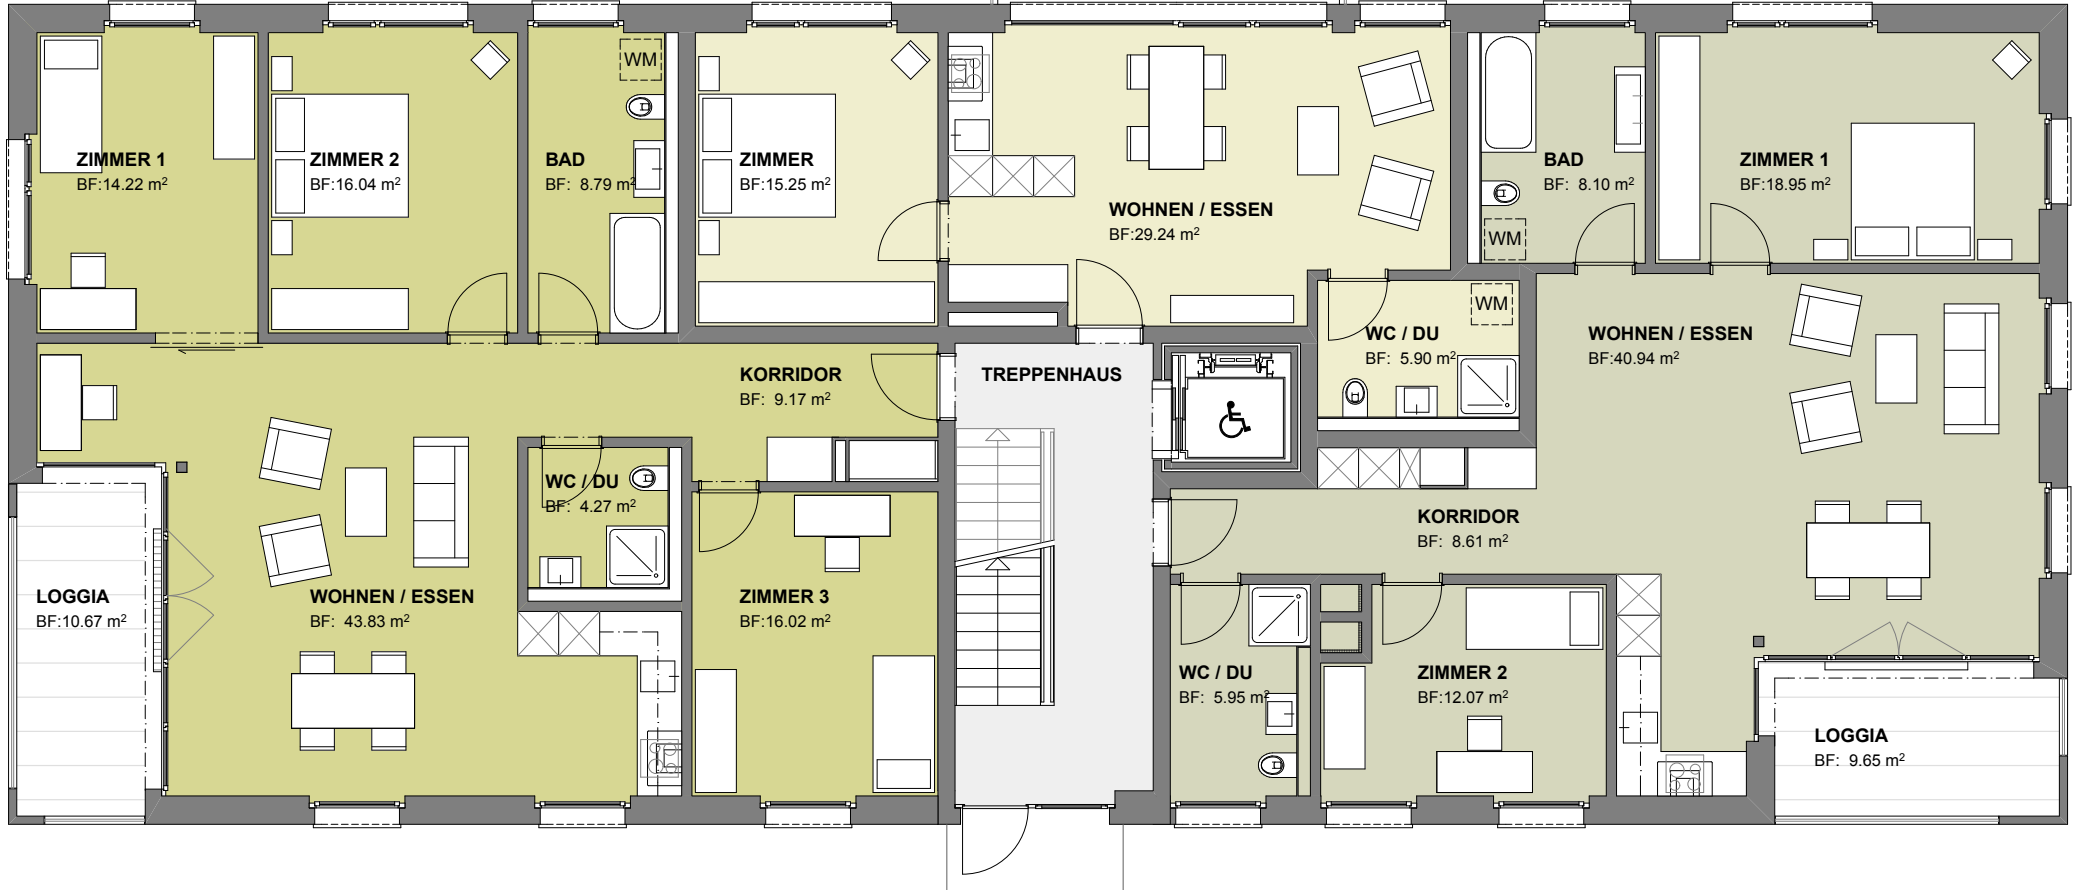 ZIMMER 1
BF:14.22 m²
ZIMMER 2
BF:16.04 m²
BAD
BF: 8.79 m²
WM
ZIMMER
BF:15.25 m²
WOHNEN / ESSEN
BF:29.24 m²
BAD
BF: 8.10 m²
WM
ZIMMER 1
BF:18.95 m²
WM
WC / DU
BF: 5.90 m²
WOHNEN / ESSEN
BF:40.94 m²
KORRIDOR
BF: 9.17 m²
TREPPENHAUS
WC / DU
BF: 4.27 m²
KORRIDOR
BF: 8.61 m²
LOGGIA
BF:10.67 m²
WOHNEN / ESSEN
BF: 43.83 m²
ZIMMER 3
BF:16.02 m²
WC / DU
BF: 5.95 m²
ZIMMER 2
BF:12.07 m²
LOGGIA
BF: 9.65 m²